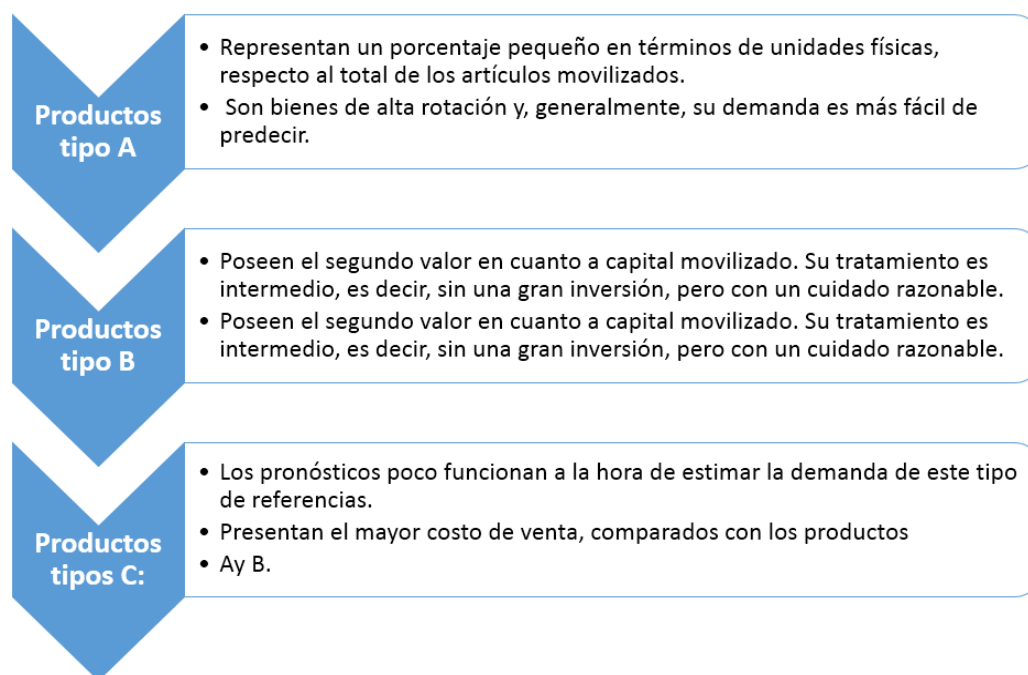 Productos
tipo A
• Representan un porcentaje pequeño en términos de unidades físicas,
respecto al total de los artículos movilizados.
• Son bienes de alta rotación y, generalmente, su demanda es más fácil de
predecir.
Productos
tipo B
• Poseen el segundo valor en cuanto a capital movilizado. Su tratamiento es
intermedio, es decir, sin una gran inversión, pero con un cuidado razonable.
• Poseen el segundo valor en cuanto a capital movilizado. Su tratamiento es
intermedio, es decir, sin una gran inversión, pero con un cuidado razonable.
Productos
tipos C:
• Los pronósticos poco funcionan a la hora de estimar la demanda de este tipo
de referencias.
• Presentan el mayor costo de venta, comparados con los productos
• Ay B.